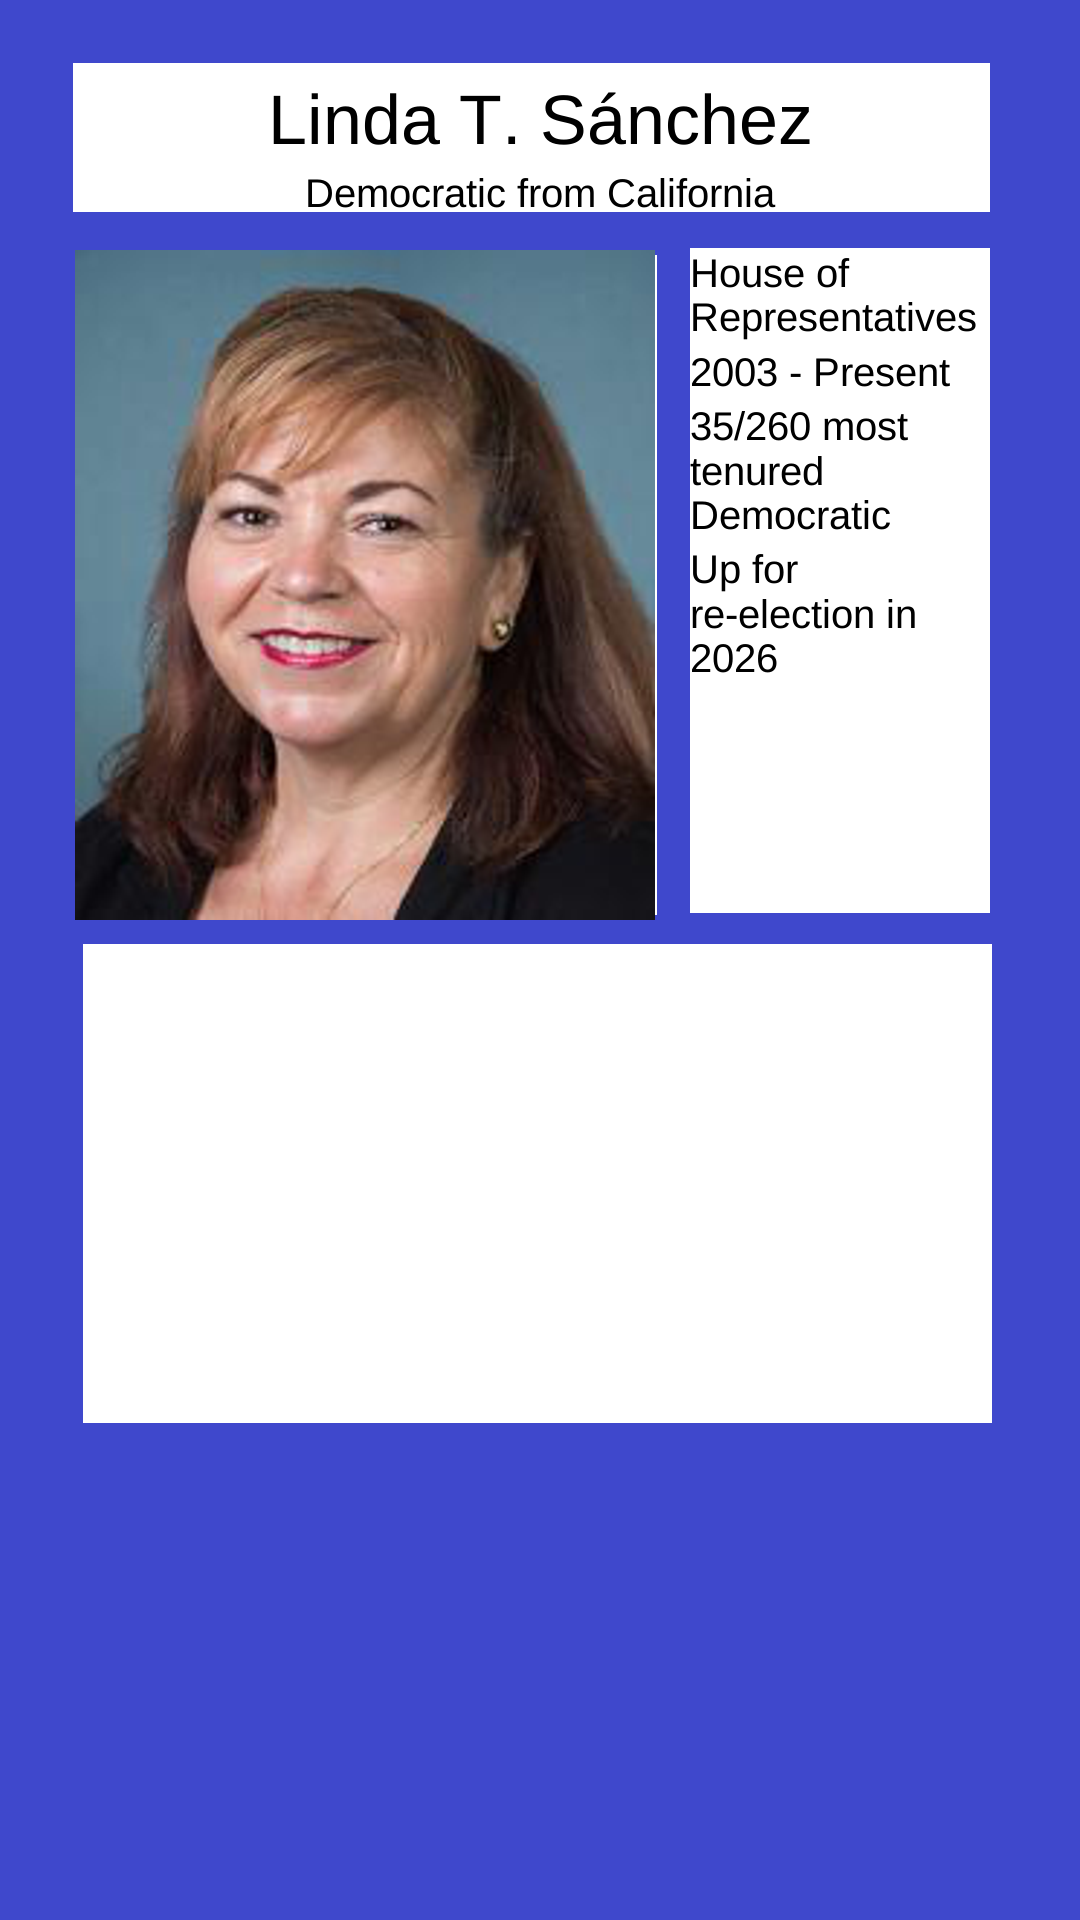 Linda T. Sánchez
Democratic from California
House of
Representatives
2003 - Present
35/260 most
tenured
Democratic
Up for
re-election in
2026